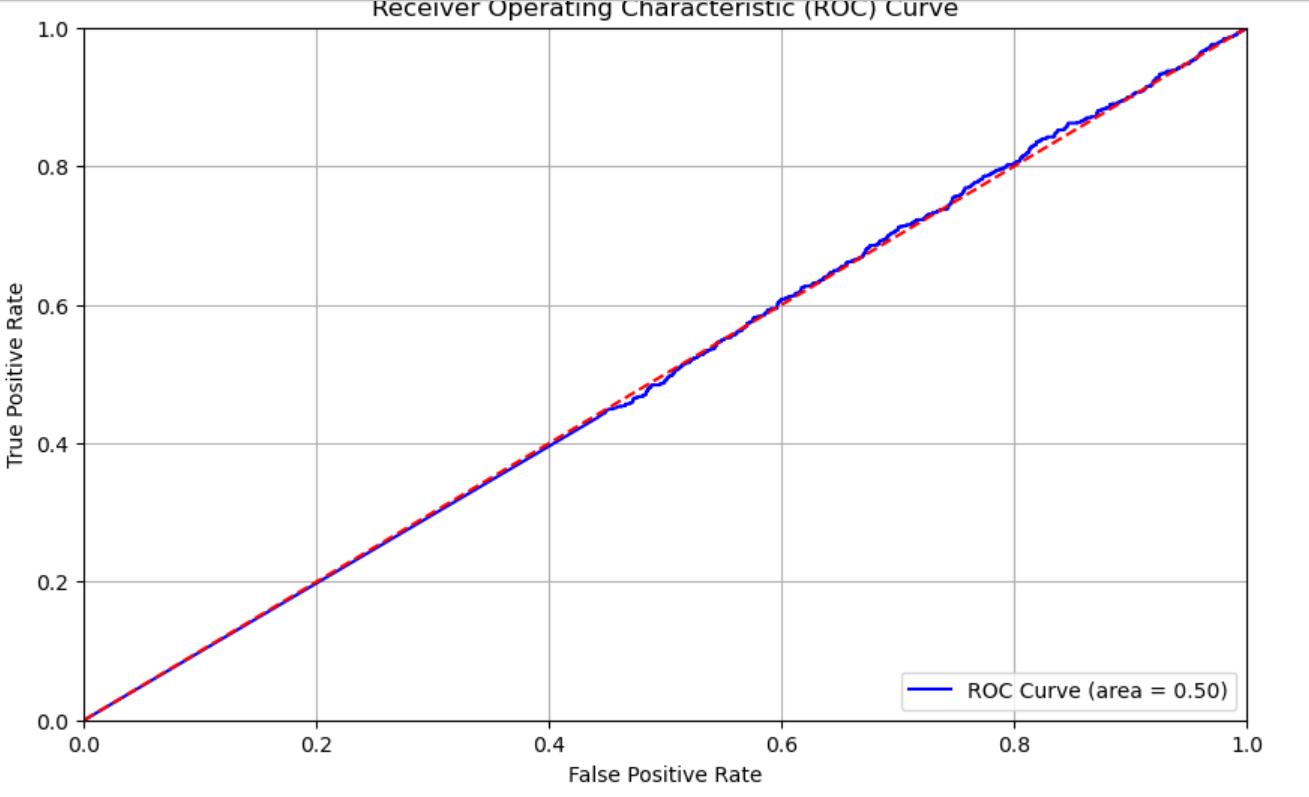 Receiver Operating Characteristic (ROC) Curve
1.0
0.8
0.6
0.4
0.2
0.0
True Positive Rate
ROC Curve (area = 0.50)
0.0 0.2 0.4 0.6 0.8 1.0
False Positive Rate